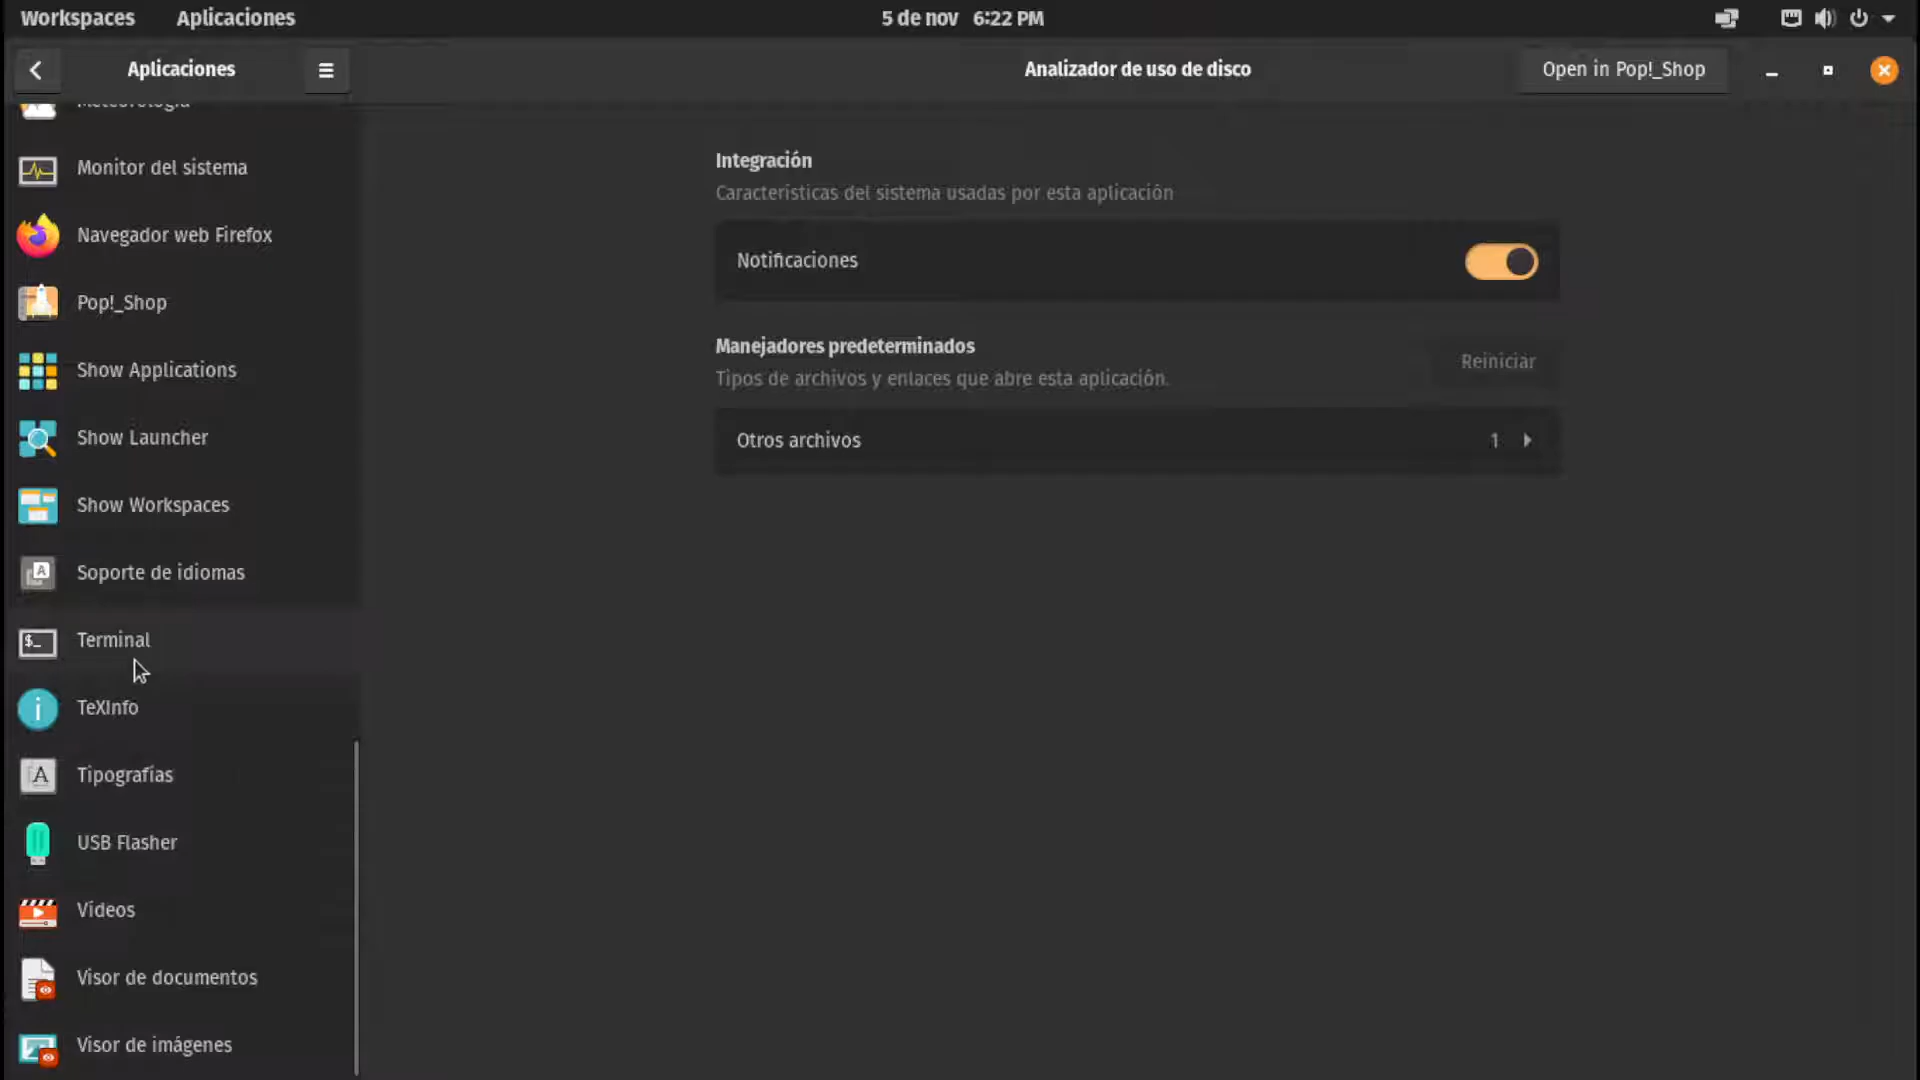 Workspaces Aplicaciones 5 de nov 6:22 PM
Aplicaciones Analizador de uso de disco Open in Pop!_Shop
Meteorología
Monitor del sistema
Navegador web Firefox
Pop!_Shop
Show Applications
Show Launcher
Show Workspaces
Soporte de idiomas
$_ Terminal
i TeXInfo
A Tipografías
USB Flasher
Vídeos
Visor de documentos
Visor de imágenes
Integración
Características del sistema usadas por esta aplicación
Notificaciones
Manejadores predeterminados
Tipos de archivos y enlaces que abre esta aplicación.
Reiniciar
Otros archivos 1